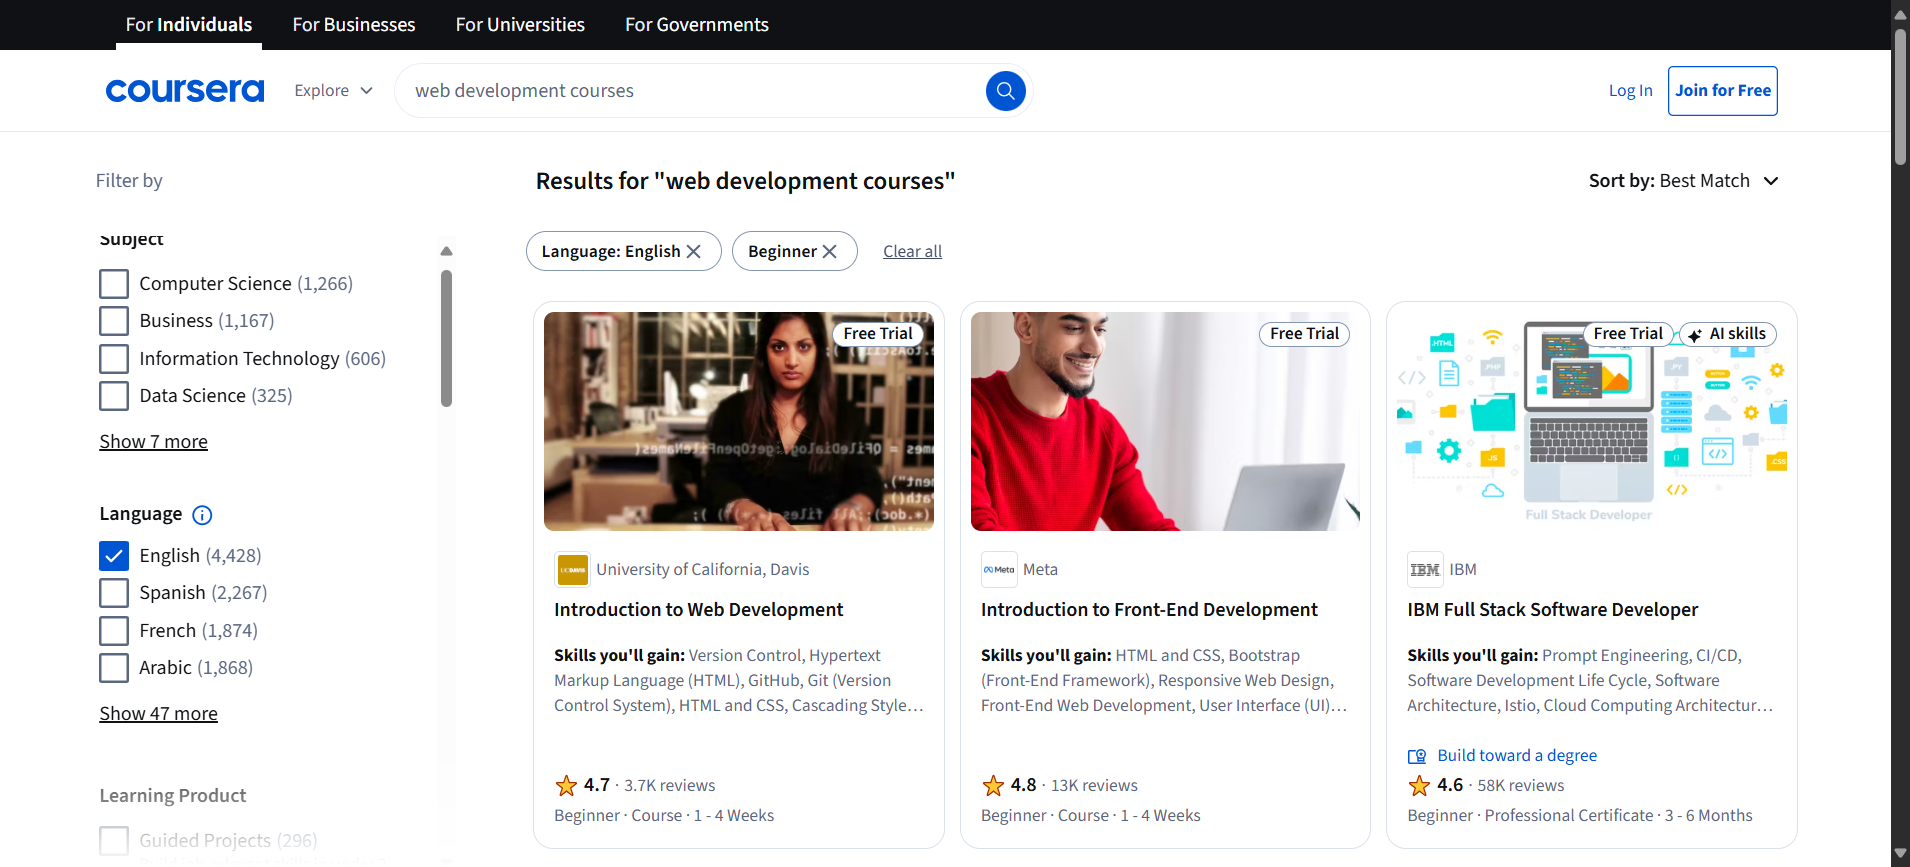 For Individuals
For Businesses
For Universities
For Governments
coursera
Explore
web development courses
Log In
Join for Free
Filter by
Subject
Computer Science (1,266)
Business (1,167)
Information Technology (606)
Data Science (325)
Show 7 more
Language
English (4,428)
Spanish (2,267)
French (1,874)
Arabic (1,868)
Show 47 more
Learning Product
Guided Projects (296)
Results for "web development courses"
Sort by: Best Match
Language: English
Beginner
Clear all
Free Trial
University of California, Davis
Introduction to Web Development
Skills you'll gain: Version Control, Hypertext
Markup Language (HTML), GitHub, Git (Version
Control System), HTML and CSS, Cascading Style…
4.7 · 3.7K reviews
Beginner · Course · 1 - 4 Weeks
Free Trial
Meta
Meta
Introduction to Front-End Development
Skills you'll gain: HTML and CSS, Bootstrap
(Front-End Framework), Responsive Web Design,
Front-End Web Development, User Interface (UI)…
4.8 · 13K reviews
Beginner · Course · 1 - 4 Weeks
Free Trial
AI skills
.HTML
.PHP
.JS
.CSS
</>
Full Stack Developer
IBM
IBM
IBM Full Stack Software Developer
Skills you'll gain: Prompt Engineering, CI/CD,
Software Development Life Cycle, Software
Architecture, Istio, Cloud Computing Architectur…
Build toward a degree
4.6 · 58K reviews
Beginner · Professional Certificate · 3 - 6 Months